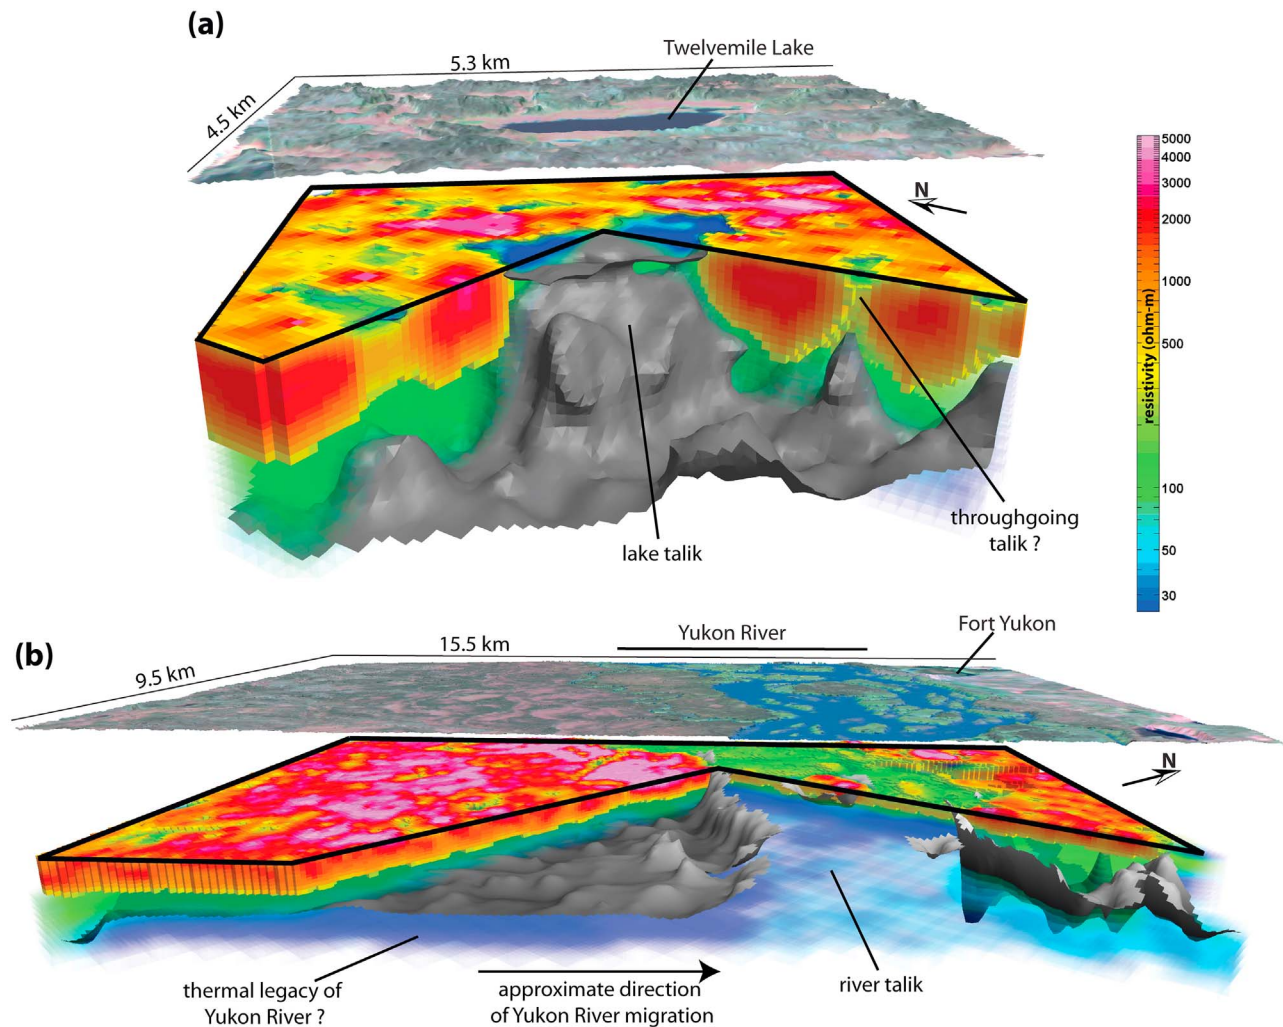 (a)
Twelvemile Lake
5.3 km
4.5 km
N
throughgoing
talik ?
lake talik
5000
4000
3000
2000
1000
500
100
50
30
resistivity (ohm-m)
(b)
Yukon River
Fort Yukon
15.5 km
9.5 km
N
thermal legacy of
Yukon River ?
approximate direction
of Yukon River migration
river talik